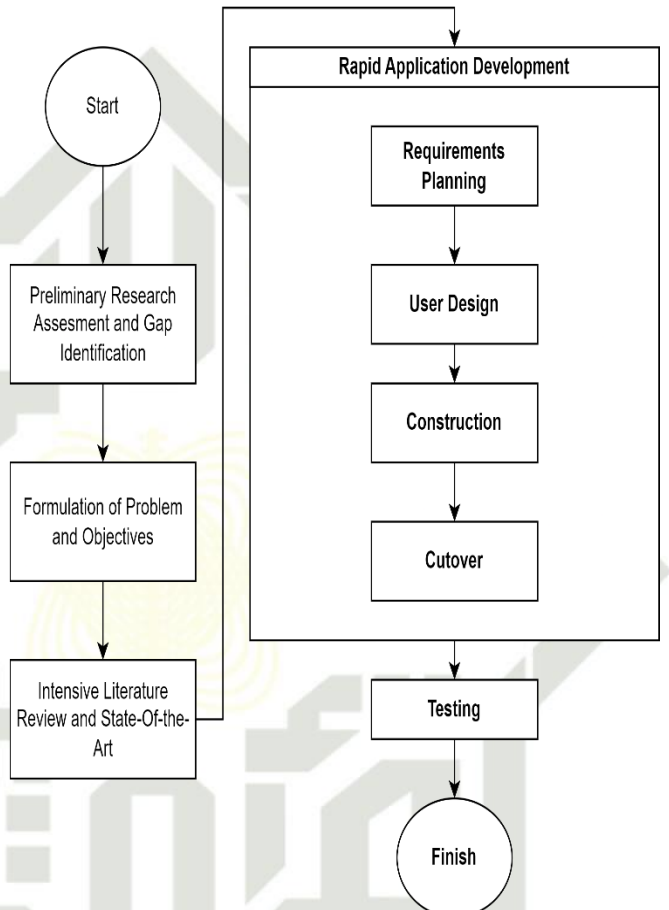 Start
Preliminary Research
Assesment and Gap
Identification
Formulation of Problem
and Objectives
Intensive Literature
Review and State-Of-the-
Art
Rapid Application Development
Requirements
Planning
User Design
Construction
Cutover
Testing
Finish